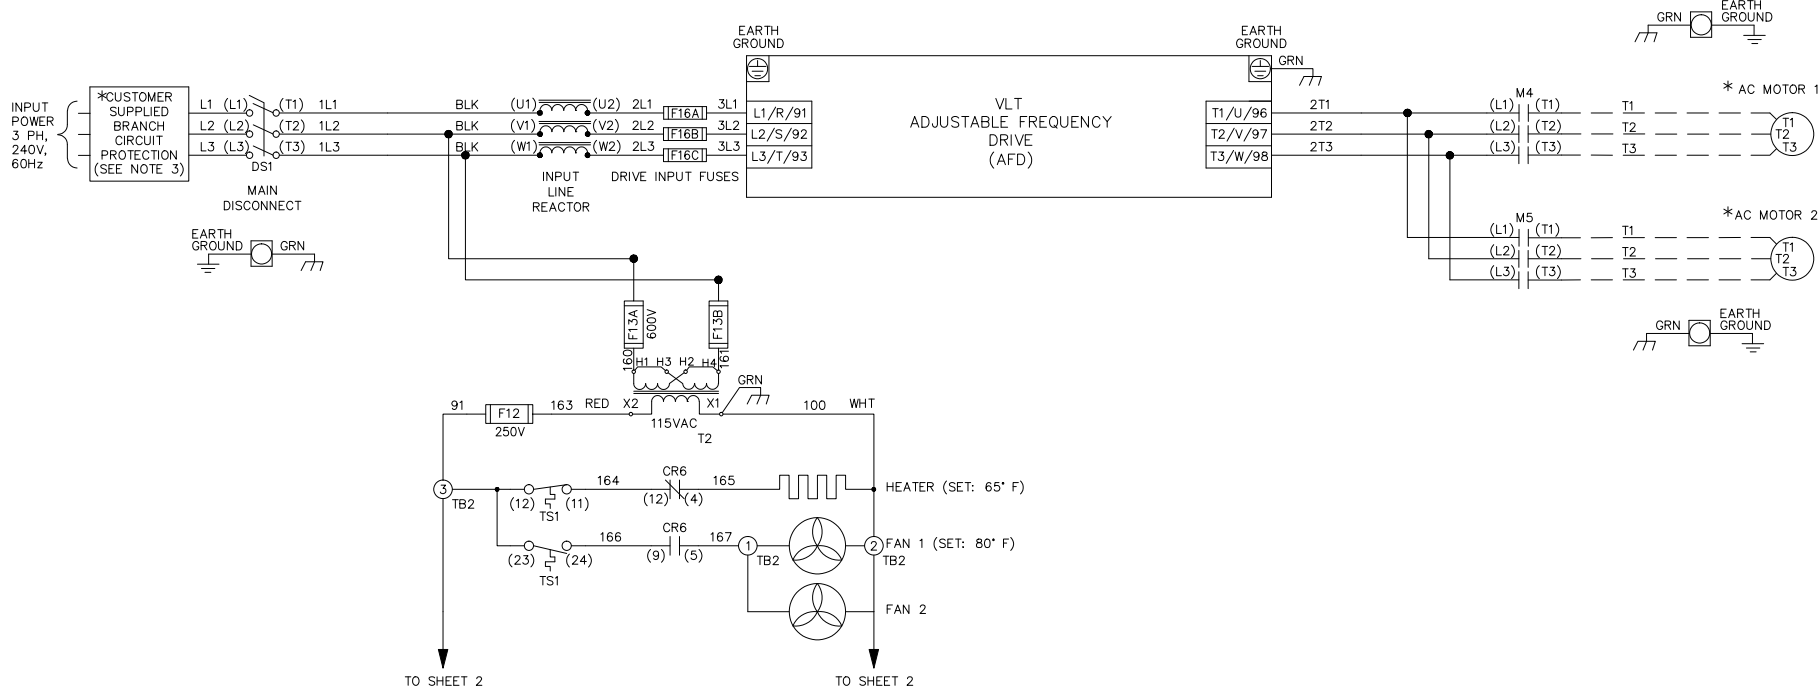 INPUT
POWER
3 PH,
240V,
60Hz
*CUSTOMER
SUPPLIED
BRANCH
CIRCUIT
PROTECTION
(SEE NOTE 3)
L1 (L1) (T1) 1L1
L2 (L2) (T2) 1L2
L3 (L3) (T3) 1L3
DS1
MAIN
DISCONNECT
EARTH
GROUND
GRN
BLK (U1) (U2) 2L1 F16A 3L1
BLK (V1) (V2) 2L2 F16B 3L2
BLK (W1) (W2) 2L3 F16C 3L3
INPUT
LINE
REACTOR
DRIVE INPUT FUSES
EARTH
GROUND
L1/R/91
L2/S/92
L3/T/93
VLT
ADJUSTABLE FREQUENCY
DRIVE
(AFD)
EARTH
GROUND
GRN
T1/U/96
T2/V/97
T3/W/98
2T1
2T2
2T3
M4
(L1) (T1) T1
(L2) (T2) T2
(L3) (T3) T3
GRN
EARTH
GROUND
* AC MOTOR 1
T1
T2
T3
M5
(L1) (T1) T1
(L2) (T2) T2
(L3) (T3) T3
*AC MOTOR 2
T1
T2
T3
GRN
EARTH
GROUND
F13A
600V
F13B
160
161
H1 H3 H2 H4
GRN
91 F12 163 RED X2 X1 100 WHT
250V
115VAC
T2
3
TB2
(12) (11)
TS1
164
CR6
(12) (4)
165
HEATER (SET: 65° F)
(23) (24)
TS1
166
CR6
(9) (5)
167
1
TB2
2
TB2
FAN 1 (SET: 80° F)
FAN 2
TO SHEET 2
TO SHEET 2